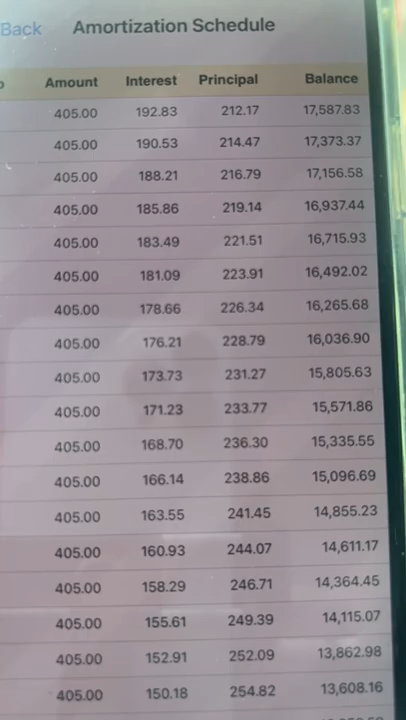 Back Amortization Schedule
Amount Interest Principal Balance
405.00 192.83 212.17 17,587.83
405.00 190.53 214.47 17,373.37
405.00 188.21 216.79 17,156.58
405.00 185.86 219.14 16,937.44
405.00 183.49 221.51 16,715.93
405.00 181.09 223.91 16,492.02
405.00 178.66 226.34 16,265.68
405.00 176.21 228.79 16,036.90
405.00 173.73 231.27 15,805.63
405.00 171.23 233.77 15,571.86
405.00 168.70 236.30 15,335.55
405.00 166.14 238.86 15,096.69
405.00 163.55 241.45 14,855.23
405.00 160.93 244.07 14,611.17
405.00 158.29 246.71 14,364.45
405.00 155.61 249.39 14,115.07
405.00 152.91 252.09 13,862.98
405.00 150.18 254.82 13,608.16